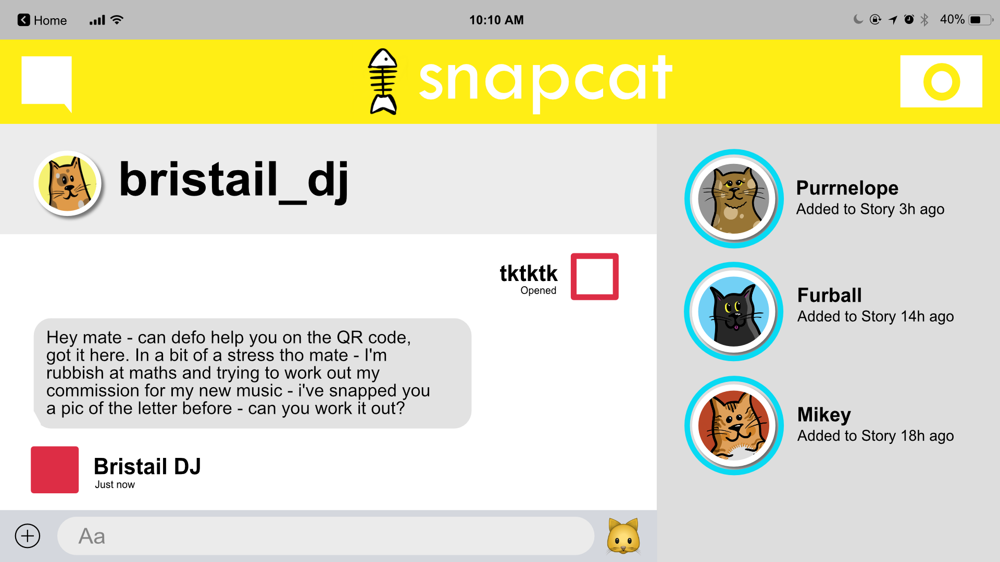 Home
10:10 AM
40%
snapcat
bristail_dj
tktktk
Opened
Hey mate - can defo help you on the QR code,
got it here. In a bit of a stress tho mate - I'm
rubbish at maths and trying to work out my
commission for my new music - i've snapped you
a pic of the letter before - can you work it out?
Bristail DJ
Just now
Aa
Purrnelope
Added to Story 3h ago
Furball
Added to Story 14h ago
Mikey
Added to Story 18h ago